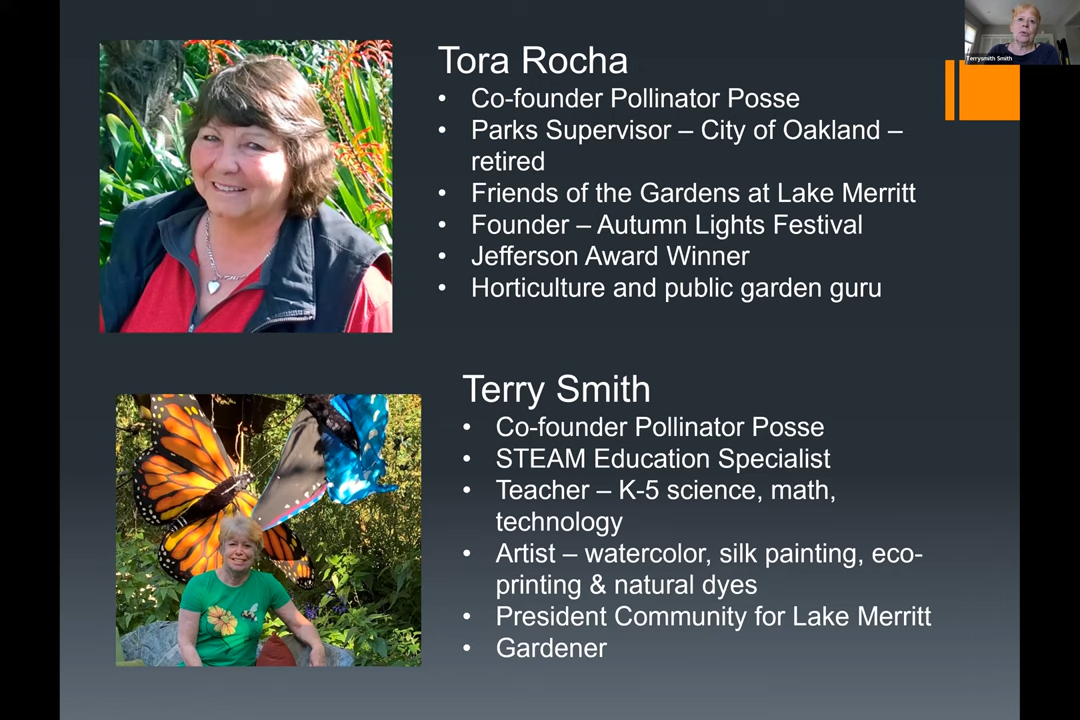 Terrysmith Smith
Tora Rocha
• Co-founder Pollinator Posse
• Parks Supervisor – City of Oakland –
retired
• Friends of the Gardens at Lake Merritt
• Founder – Autumn Lights Festival
• Jefferson Award Winner
• Horticulture and public garden guru
Terry Smith
• Co-founder Pollinator Posse
• STEAM Education Specialist
• Teacher – K-5 science, math,
technology
• Artist – watercolor, silk painting, eco-
printing & natural dyes
• President Community for Lake Merritt
• Gardener